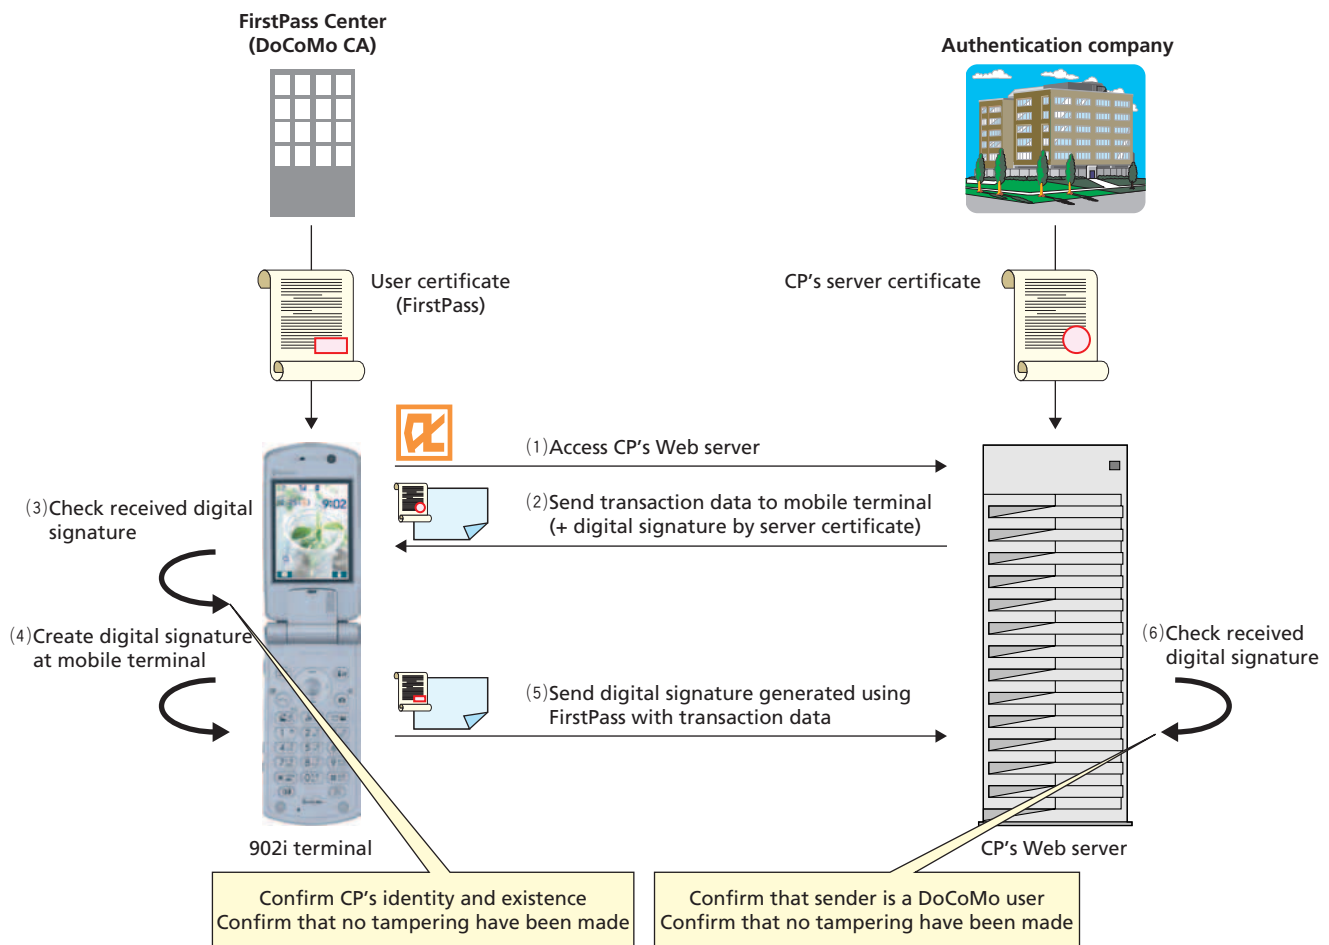 FirstPass Center
(DoCoMo CA)
Authentication company
User certificate
(FirstPass)
CP's server certificate
(1)Access CP's Web server
(2)Send transaction data to mobile terminal
(+ digital signature by server certificate)
(3)Check received digital
signature
9:02
(4)Create digital signature
at mobile terminal
(5)Send digital signature generated using
FirstPass with transaction data
(6)Check received
digital signature
902i terminal
CP's Web server
Confirm CP's identity and existence
Confirm that no tampering have been made
Confirm that sender is a DoCoMo user
Confirm that no tampering have been made